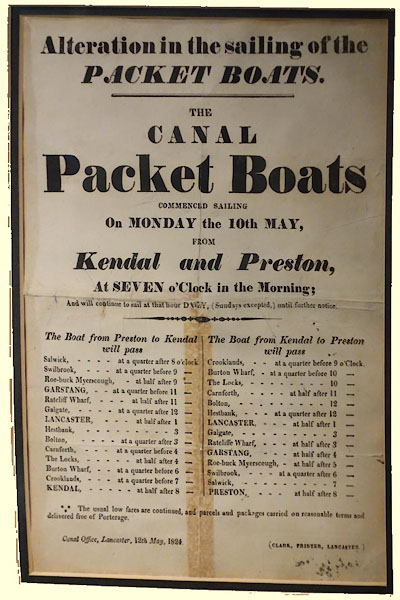 Alteration in the sailing of the
PACKET BOATS.
THE
CANAL
Packet Boats
COMMENCED SAILING
On MONDAY the 10th MAY,
FROM
Kendal and Preston,
At SEVEN o'Clock in the Morning;
And will continue to sail at that hour DAILY, (Sundays excepted,) until further notice.
The Boat from Preston to Kendal
will pass
Salwick, - - - - at a quarter after 8 o'clock
Swilbrook, - - - at a quarter before 9 —
Roe-buck Myerscough, - at half after 9 —
GARSTANG, - - at a quarter before 11 —
Ratcliff Wharf, - - - at half after 11 —
Galgate, - - - - at a quarter after 12 —
LANCASTER, - - - at half after 1 —
Hestbank, - - - - - - 3 —
Bolton, - - - - at a quarter after 3 —
Carnforth, - - - at a quarter before 4 —
The Locks, - - - - at half after 4 —
Burton Wharf, - - at a quarter before 6 —
Crooklands, - - - at a quarter before 7 —
KENDAL, - - - - at half after 8 —
The Boat from Kendal to Preston
will pass
Crooklands, - - - at a quarter before 9 o'Clock.
Burton Wharf, - - at a quarter before 10 —
The Locks, - - - - - - 10 —
Carnforth, - - - - at half after 11 —
Bolton, - - - - - - - 12 —
Hestbank, - - - at a quarter after 12 —
LANCASTER, - - - at half after 1 —
Galgate, - - - - - - - 3 —
Ratcliffe Wharf, - - - at half after 3 —
GARSTANG, - - - at half after 4 —
Roe-buck Myerscough, - at half after 5 —
Swilbrook, - - - at a quarter after 6 —
Salwick, - - - - - - - 7 —
PRESTON, - - - - at half after 8 —
The usual low fares are continued, and parcels and packages carried on reasonable terms and
delivered free of Porterage.
Canal Office, Lancaster, 12th May, 1824.
(CLARK, PRINTER, LANCASTER.)